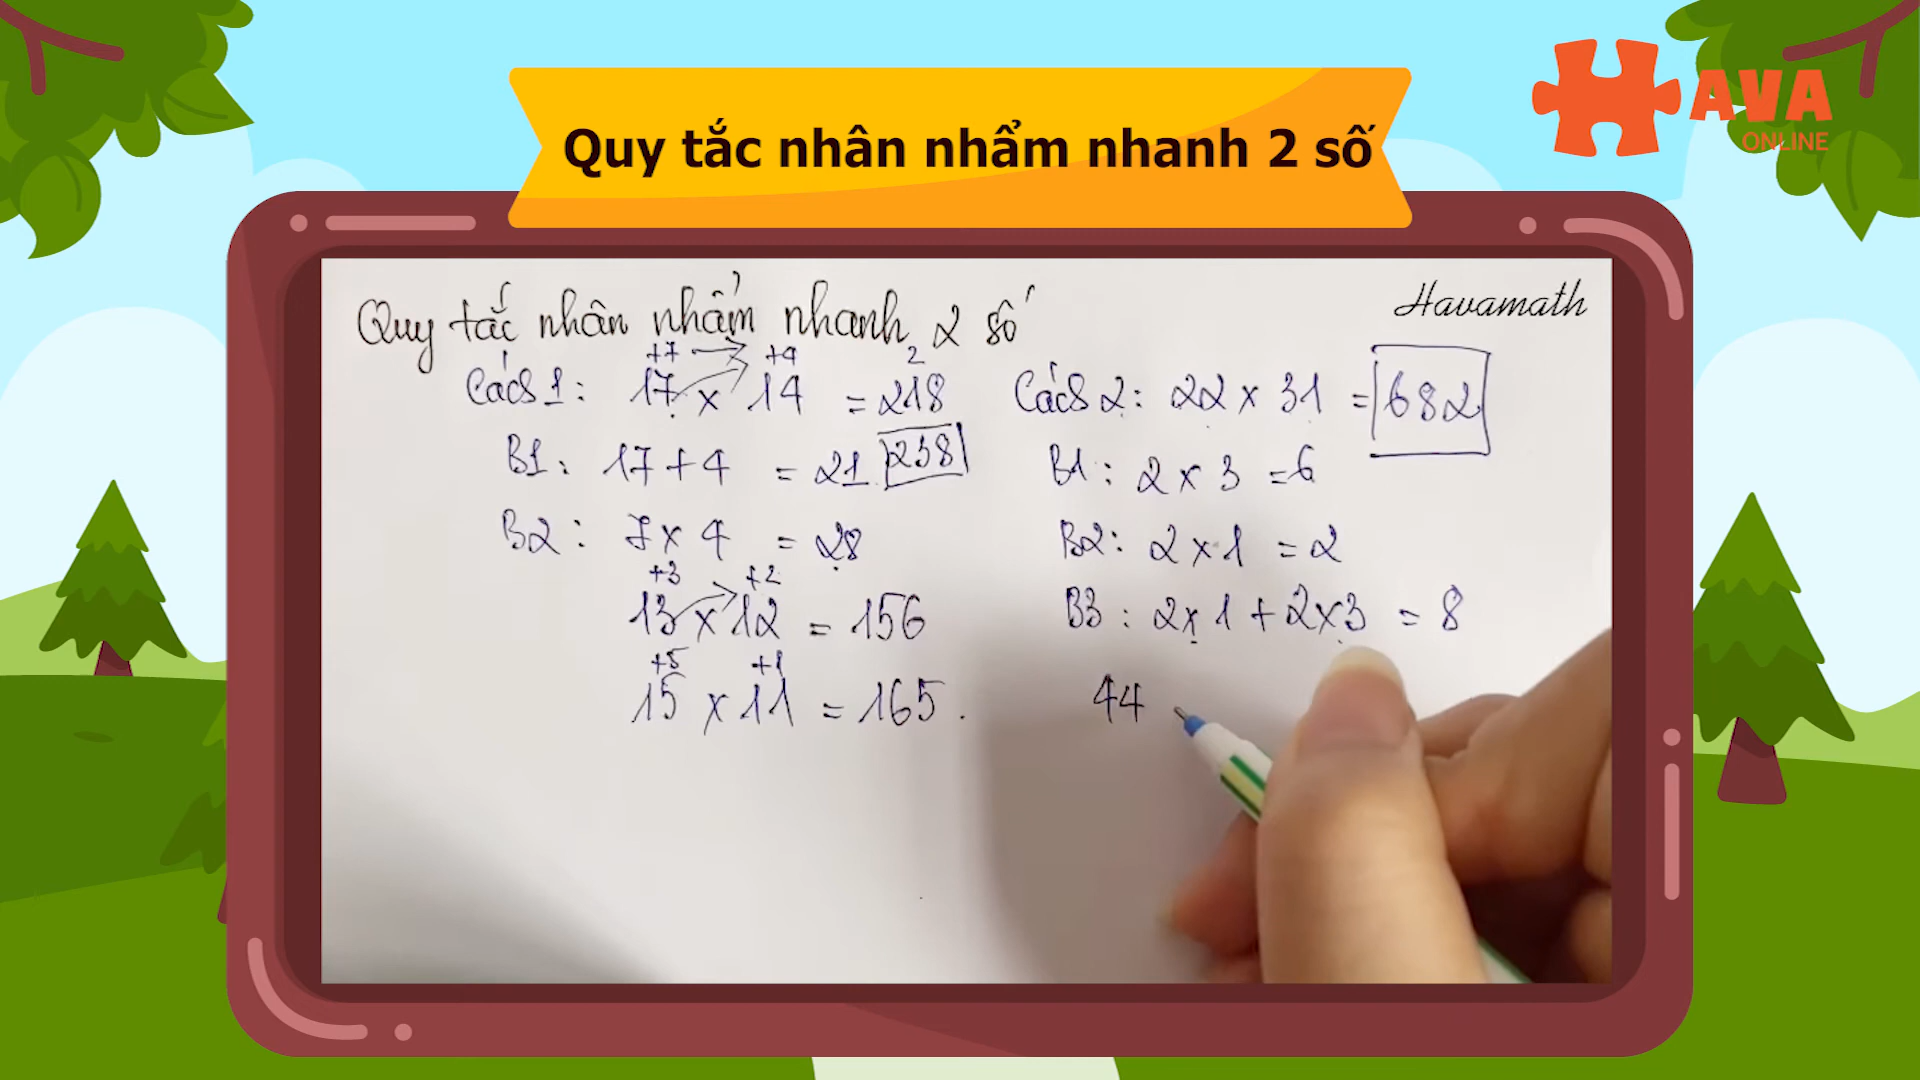 AVA
ONLINE
Quy tắc nhân nhẩm nhanh 2 số
Havamath
Quy tắc nhân nhẩm nhanh 2 số
+7 +4 2
Cách 1: 17 x 14 = 218
238
B1: 17 + 4 = 21
B2: 7 x 4 = 28
+3 +2
13 x 12 = 156
+5 +1
15 x 11 = 165.
Cách 2: 22 x 31 = 682
B1: 2 x 3 = 6
B2: 2 x 1 = 2
B3: 2 x 1 + 2 x 3 = 8
44